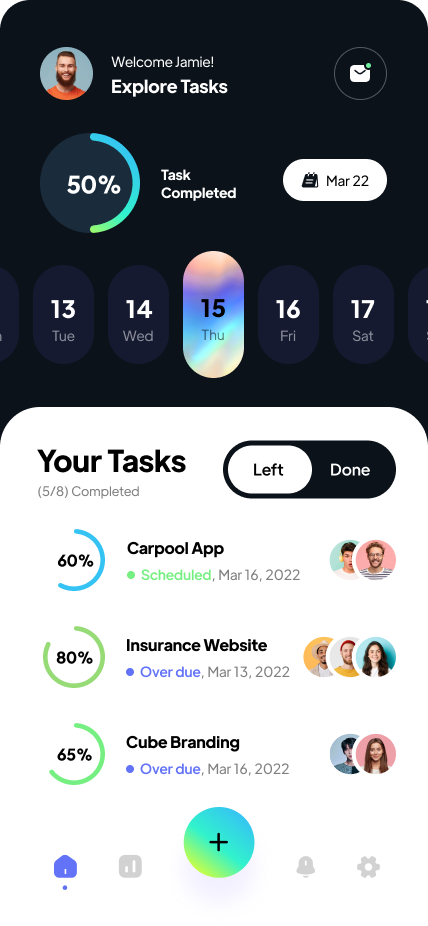 Welcome Jamie!
Explore Tasks
50%
Task
Completed
Mar 22
13
Tue
14
Wed
15
Thu
16
Fri
17
Sat
Your Tasks
(5/8) Completed
Left
Done
60%
Carpool App
Scheduled, Mar 16, 2022
80%
Insurance Website
Over due, Mar 13, 2022
65%
Cube Branding
Over due, Mar 16, 2022
+